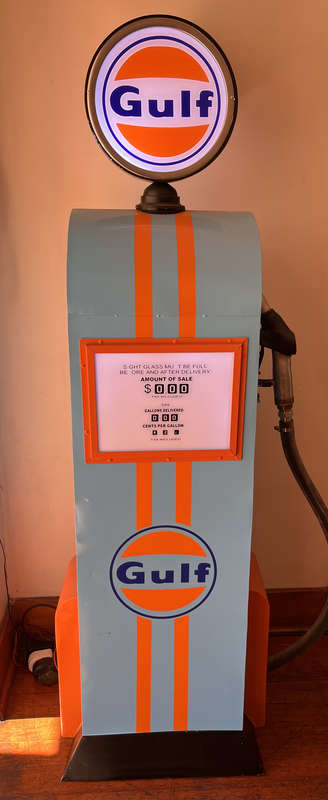 Gulf
SIGHT GLASS MUST BE FULL
BEFORE AND AFTER DELIVERY
AMOUNT OF SALE
$ 000
GALLONS DELIVERED
000
CENTS PER GALLON
Gulf